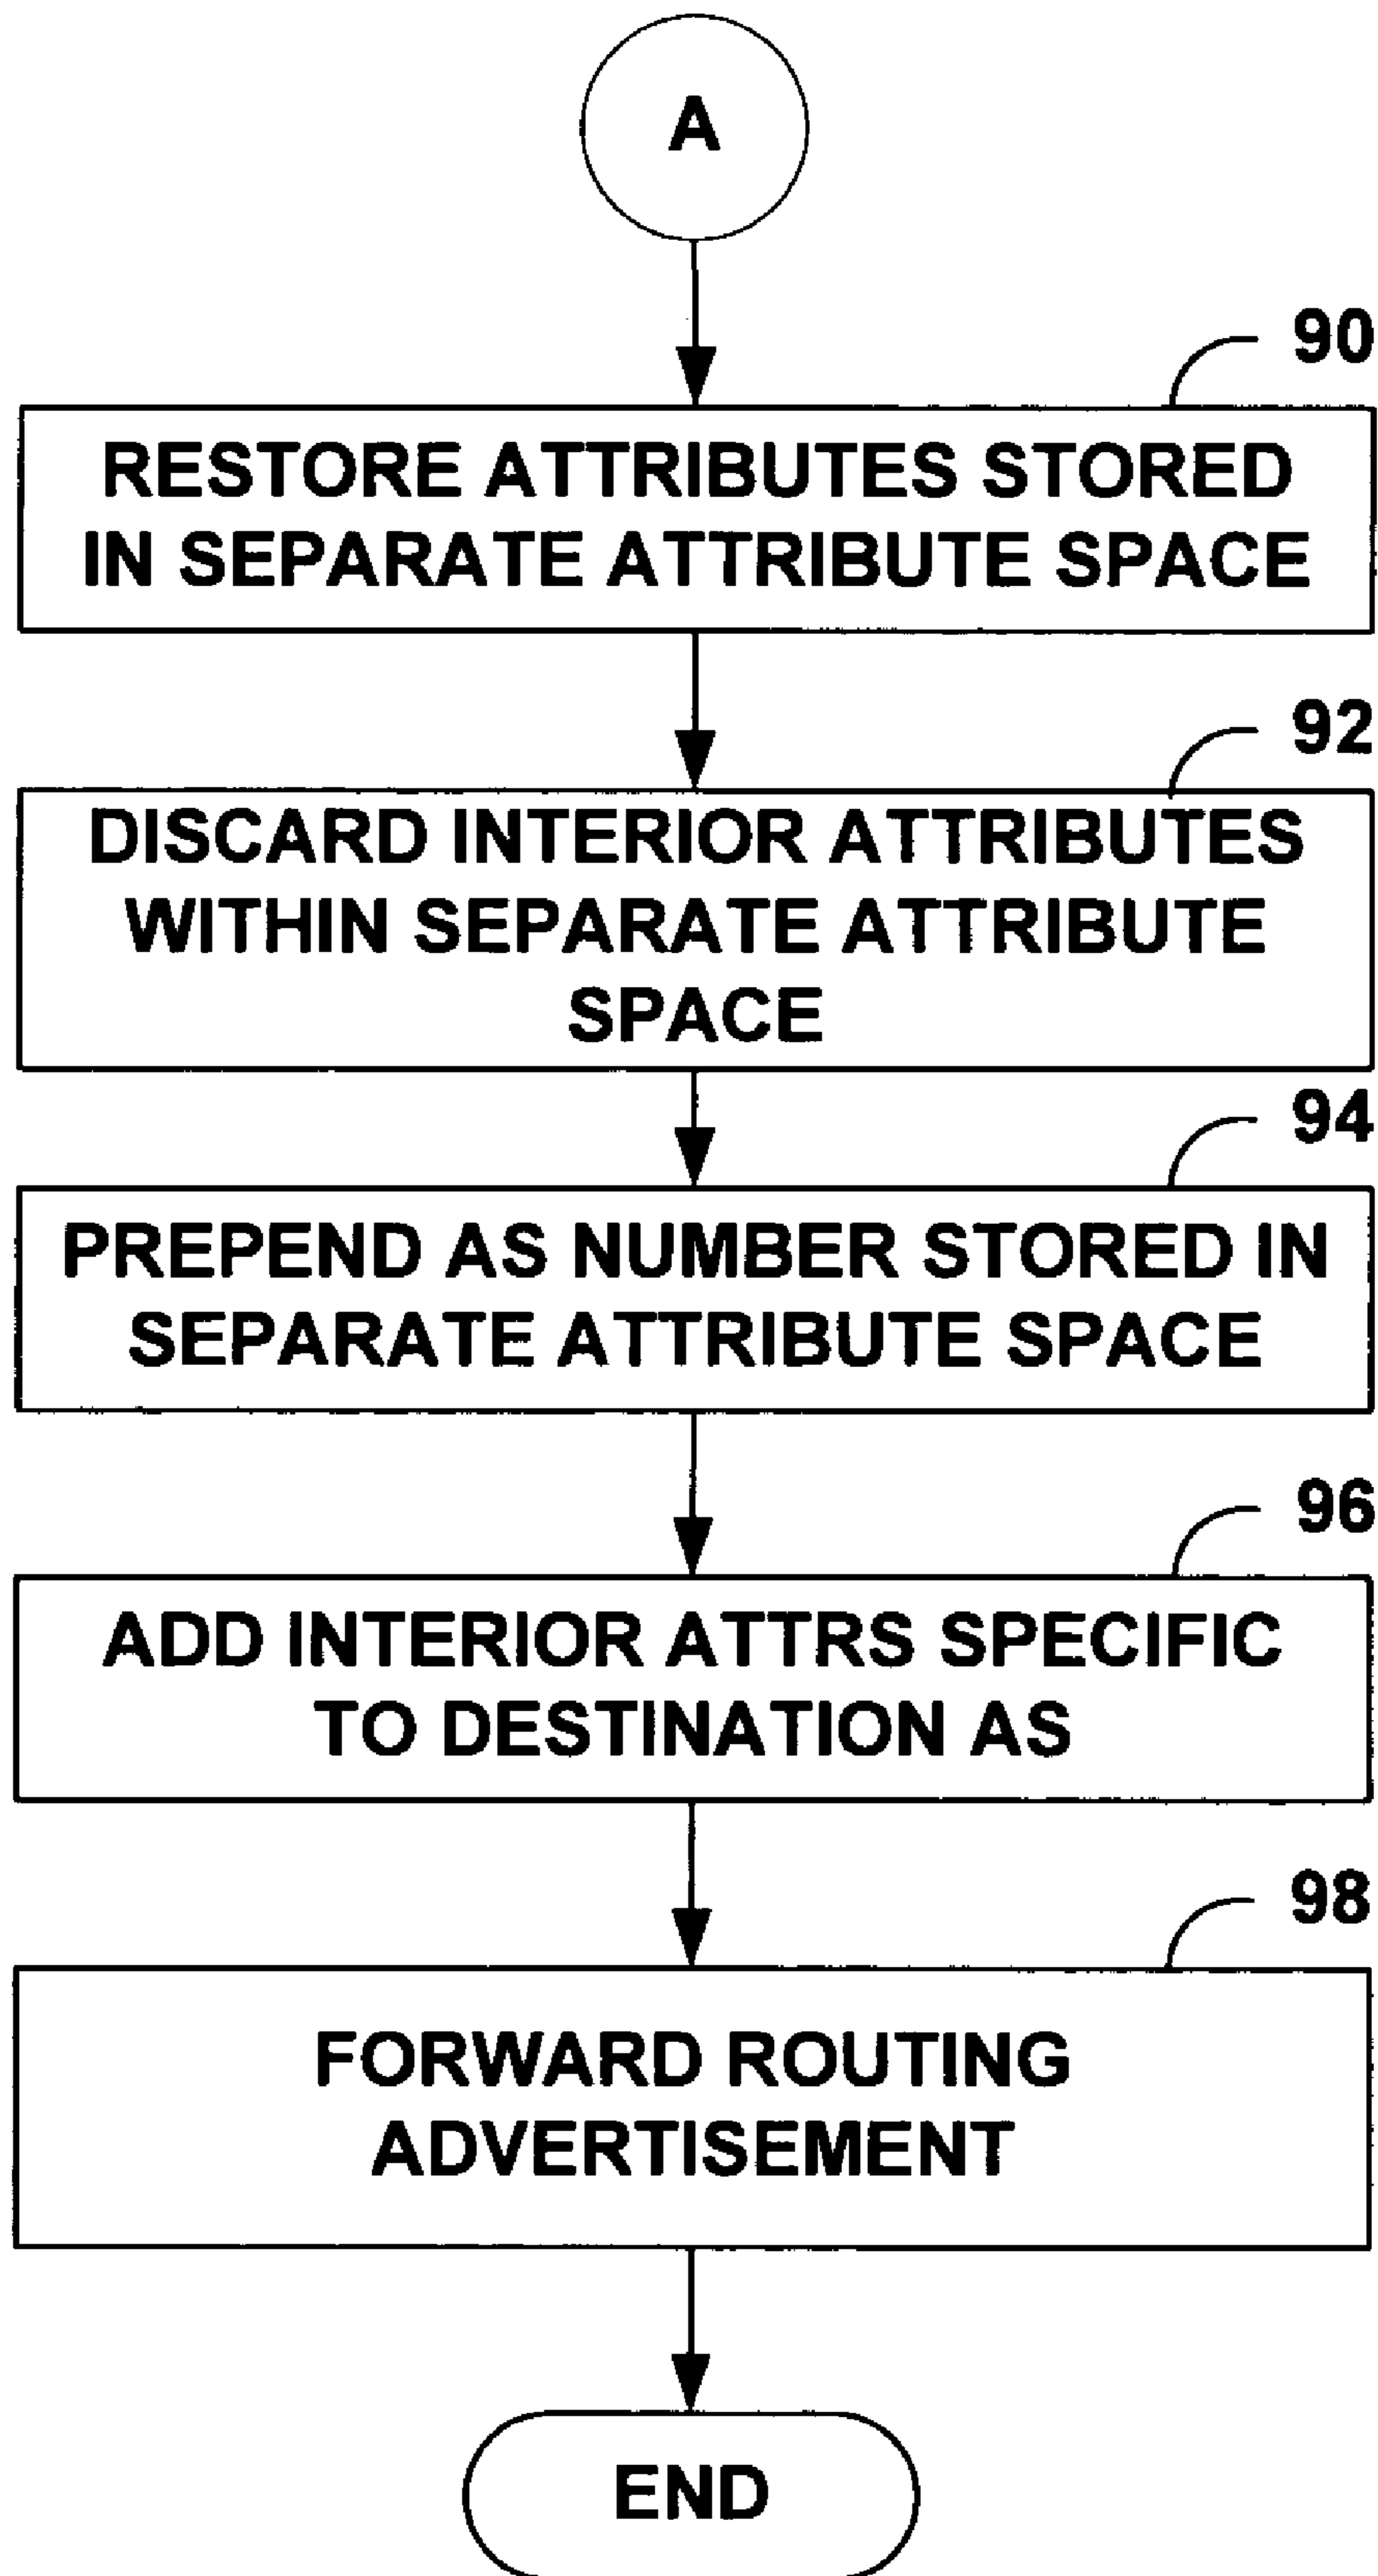 A
90
RESTORE ATTRIBUTES STORED
IN SEPARATE ATTRIBUTE SPACE
92
DISCARD INTERIOR ATTRIBUTES
WITHIN SEPARATE ATTRIBUTE
SPACE
94
PREPEND AS NUMBER STORED IN
SEPARATE ATTRIBUTE SPACE
96
ADD INTERIOR ATTRS SPECIFIC
TO DESTINATION AS
98
FORWARD ROUTING
ADVERTISEMENT
END